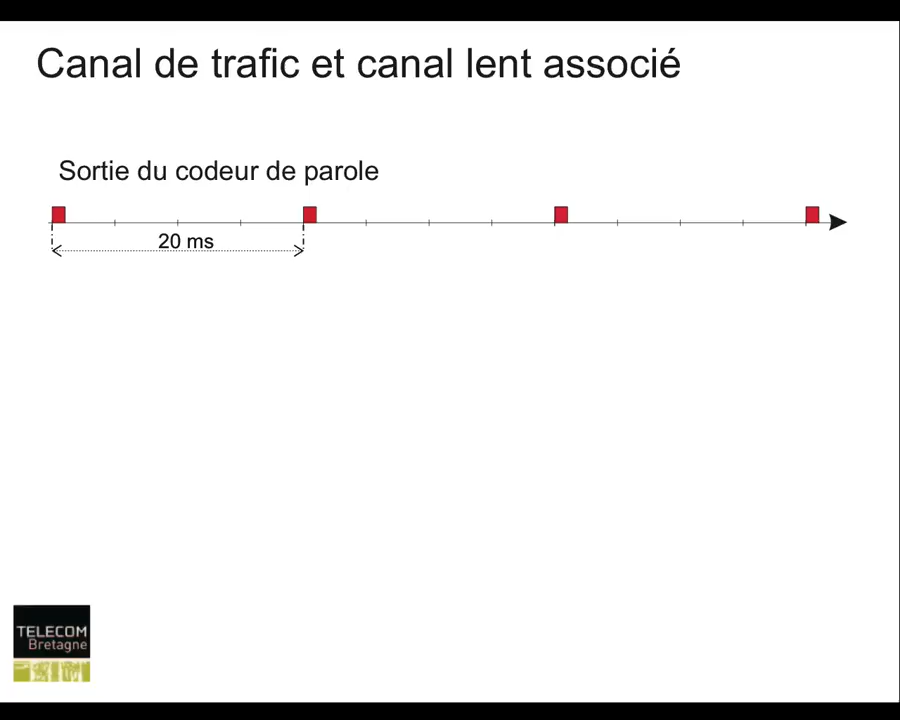 Canal de trafic et canal lent associé
Sortie du codeur de parole
20 ms
TELECOM
Bretagne